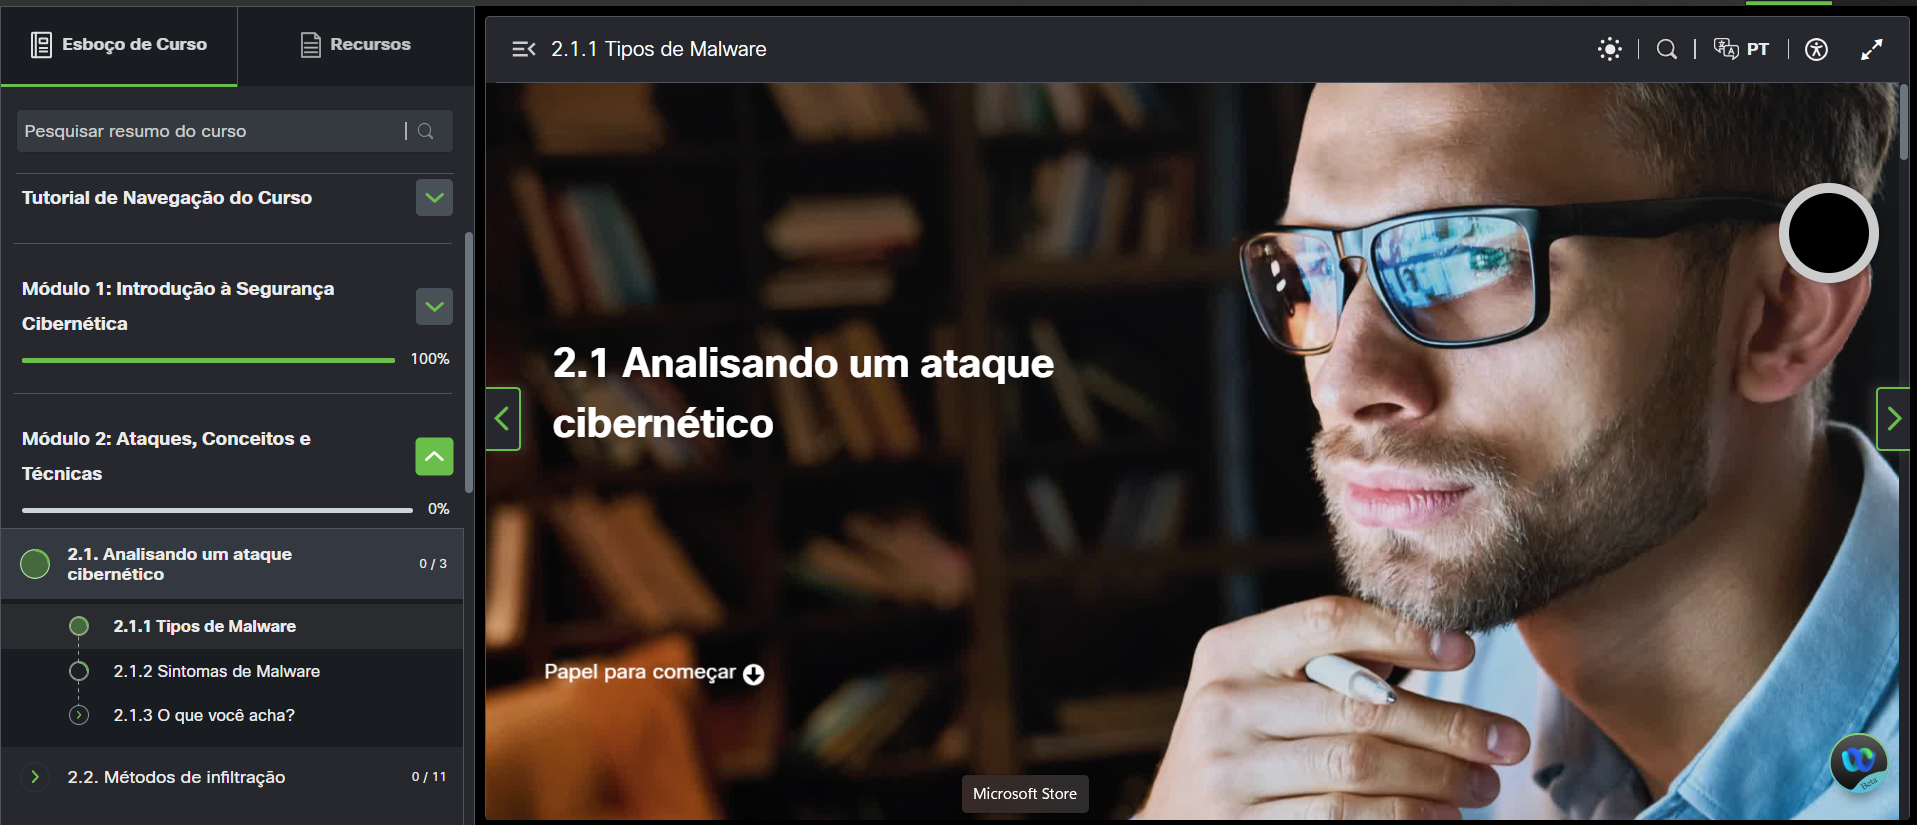 Esboço de Curso
Recursos
Pesquisar resumo do curso
Tutorial de Navegação do Curso
Módulo 1: Introdução à Segurança
Cibernética
100%
Módulo 2: Ataques, Conceitos e
Técnicas
0%
2.1. Analisando um ataque
cibernético
0 / 3
2.1.1 Tipos de Malware
2.1.2 Sintomas de Malware
2.1.3 O que você acha?
2.2. Métodos de infiltração
0 / 11
2.1.1 Tipos de Malware
PT
2.1 Analisando um ataque
cibernético
Papel para começar
Microsoft Store
Beta